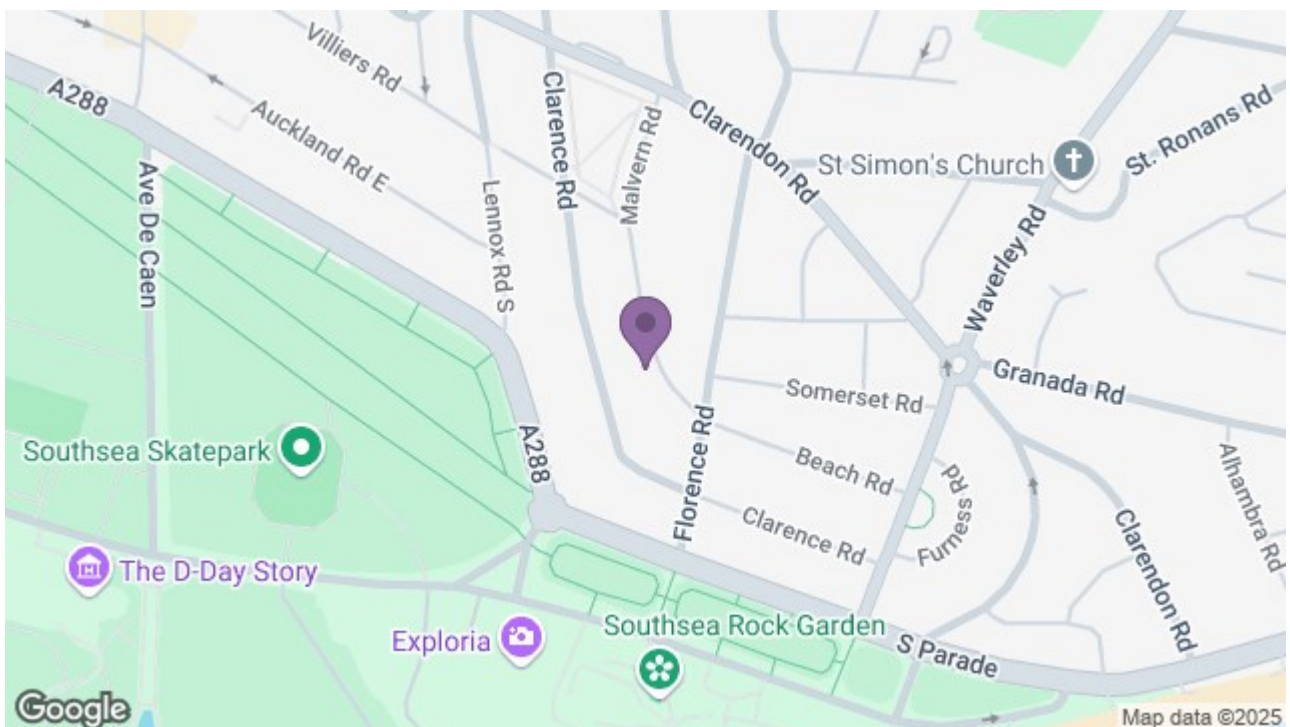 Villiers Rd
A288
Auckland Rd E
Ave De Caen
Clarence Rd
Malvern Rd
Clarendon Rd
St Simon's Church
St. Ronans Rd
Lennox Rd S
Waverley Rd
Granada Rd
Somerset Rd
Southsea Skatepark
A288
Florence Rd
Beach Rd
Furness Rd
Alhambra Rd
Clarence Rd
Clarendon Rd
The D-Day Story
Exploria
Southsea Rock Garden
S Parade
Google
Map data ©2025